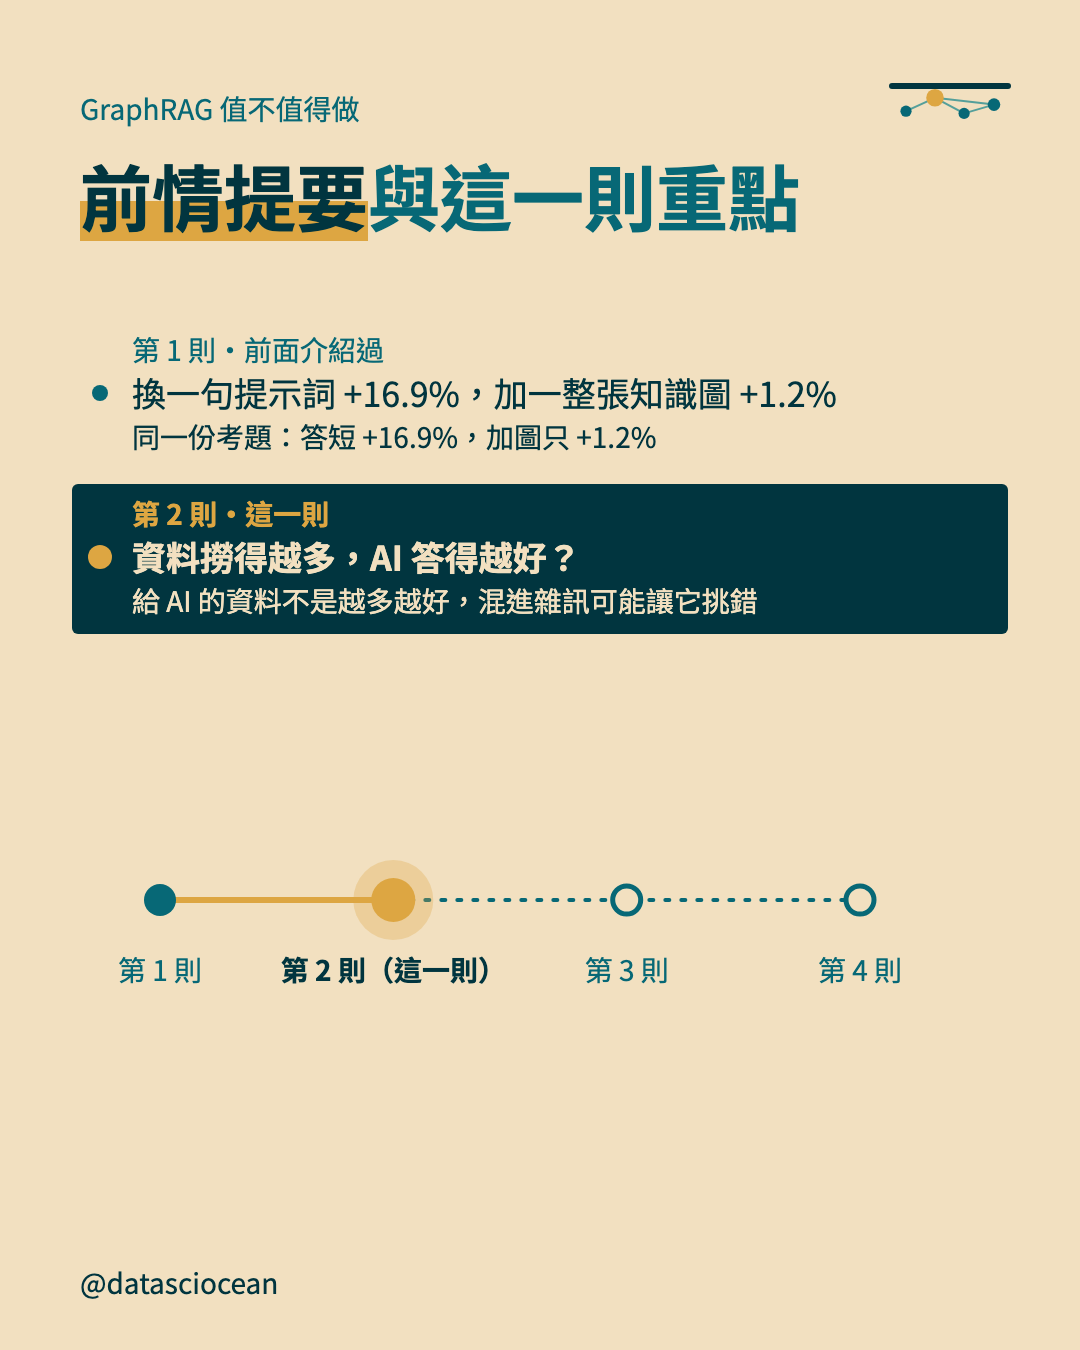 GraphRAG 值不值得做
前情提要與這一則重點
第 1 則・前面介紹過
換一句提示詞 +16.9%，加一整張知識圖 +1.2%
同一份考題：答短 +16.9%，加圖只 +1.2%
第 2 則・這一則
資料撈得越多，AI 答得越好？
給 AI 的資料不是越多越好，混進雜訊可能讓它挑錯
第 1 則
第 2 則（這一則）
第 3 則
第 4 則
@datasciocean